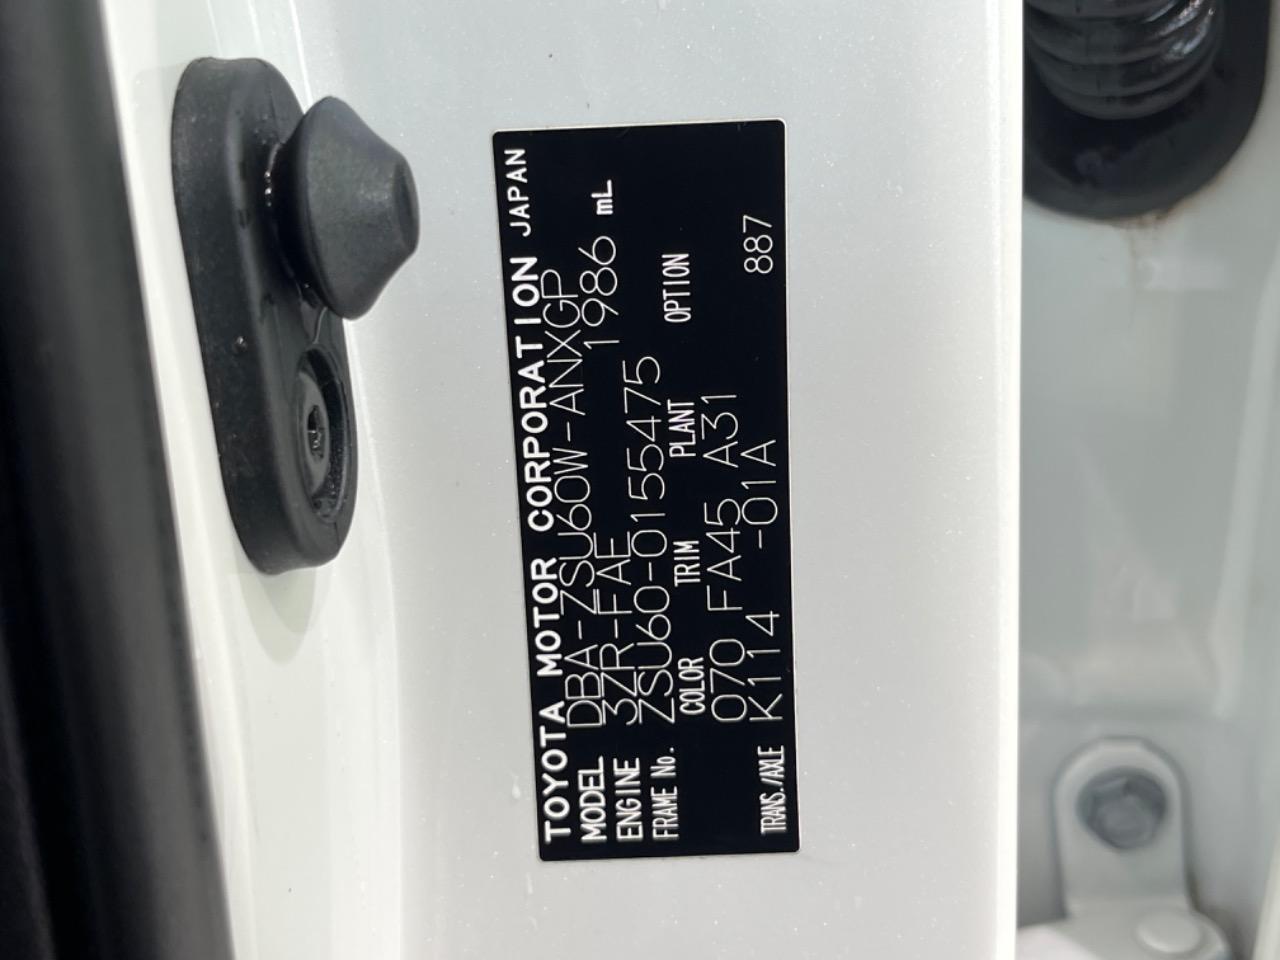 TOYOTA MOTOR CORPORATION JAPAN
MODEL DBA-ZSU60W-ANXGP
ENGINE 3ZR-FAE 1986 mL
FRAME No. ZSU60-0155475
COLOR TRIM PLANT OPTION
070 FA45 A31
TRANS./AXLE K114 -01A 887